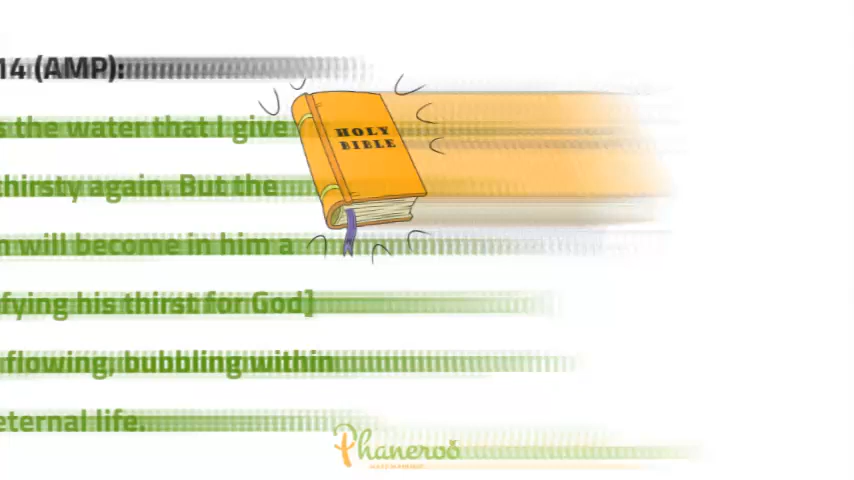 14 (AMP):
s the water that I give
HOLY
BIBLE
thirsty again. But the
will become in him a
fying his thirst for God]
flowing, bubbling within
eternal life.
Phaneroo